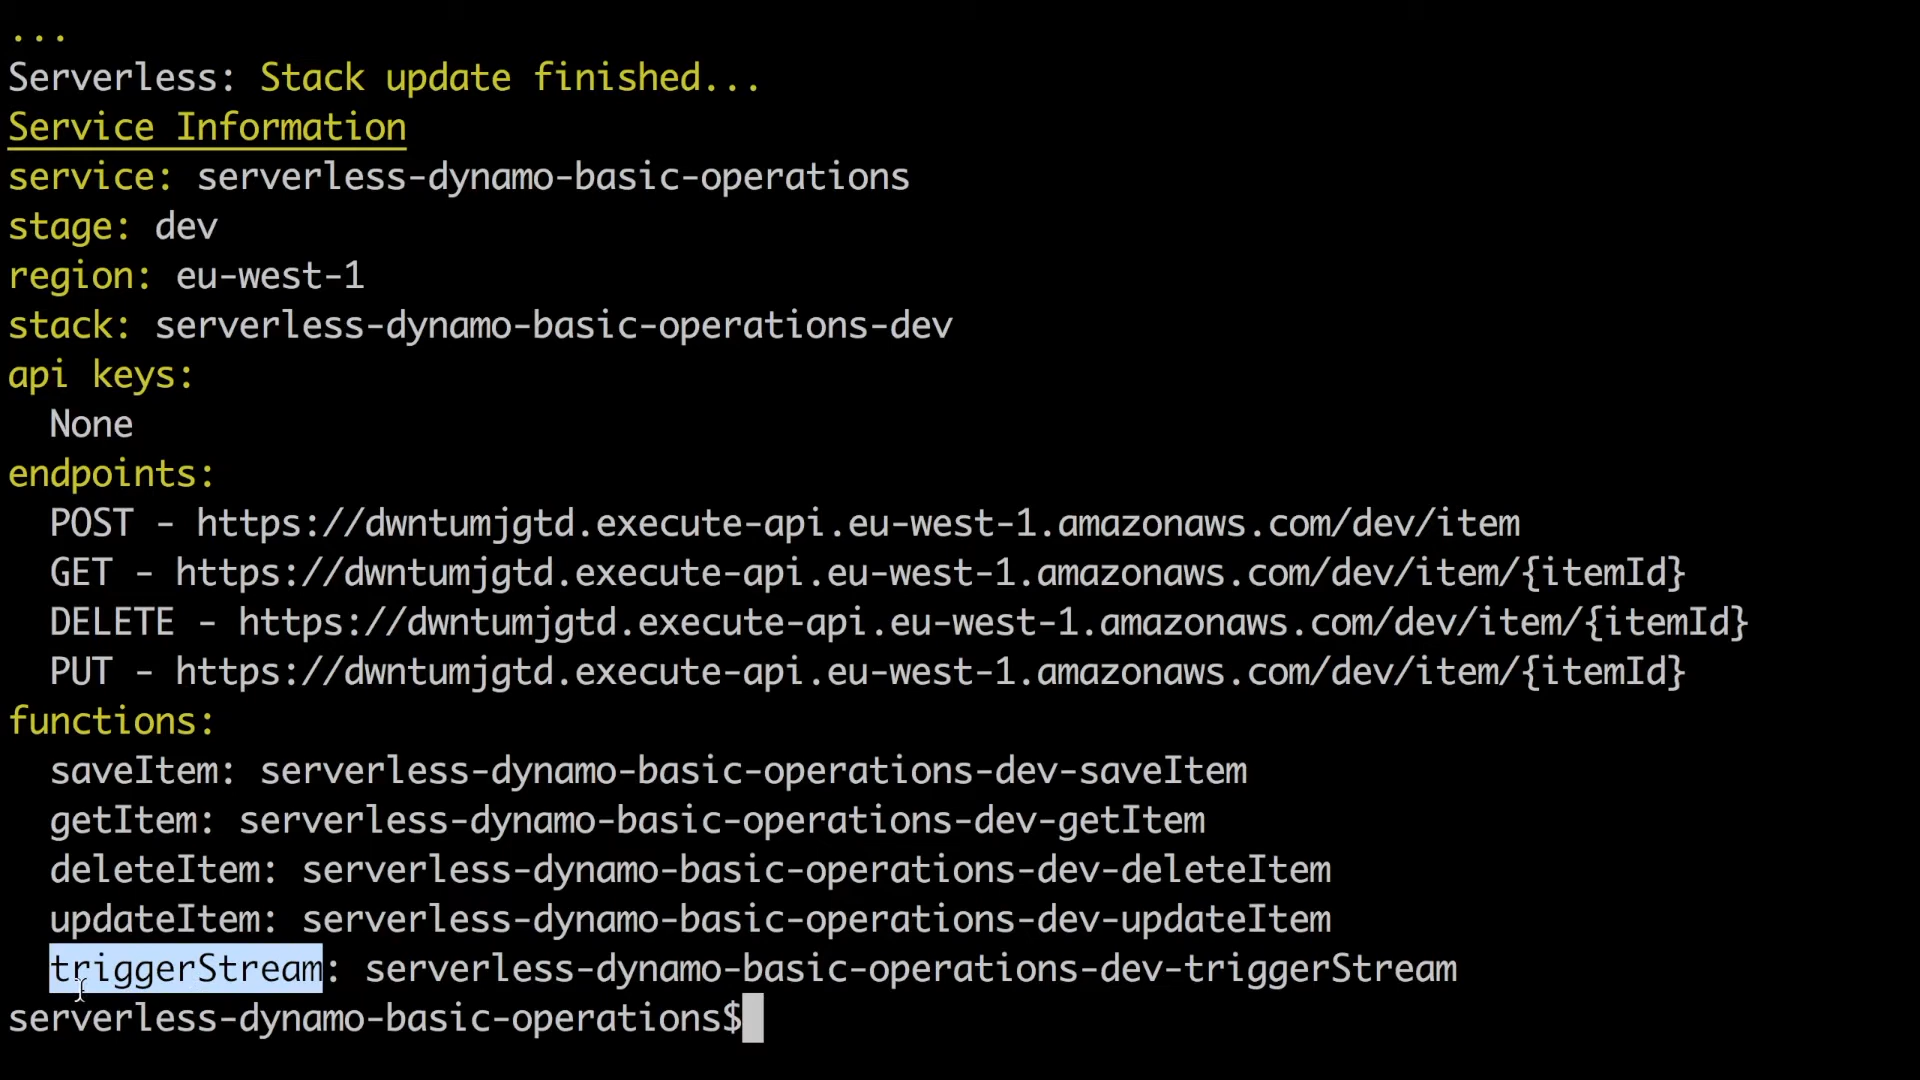 ...
Serverless: Stack update finished...
Service Information
service: serverless-dynamo-basic-operations
stage: dev
region: eu-west-1
stack: serverless-dynamo-basic-operations-dev
api keys:
  None
endpoints:
  POST - https://dwntumjgtd.execute-api.eu-west-1.amazonaws.com/dev/item
  GET - https://dwntumjgtd.execute-api.eu-west-1.amazonaws.com/dev/item/{itemId}
  DELETE - https://dwntumjgtd.execute-api.eu-west-1.amazonaws.com/dev/item/{itemId}
  PUT - https://dwntumjgtd.execute-api.eu-west-1.amazonaws.com/dev/item/{itemId}
functions:
  saveItem: serverless-dynamo-basic-operations-dev-saveItem
  getItem: serverless-dynamo-basic-operations-dev-getItem
  deleteItem: serverless-dynamo-basic-operations-dev-deleteItem
  updateItem: serverless-dynamo-basic-operations-dev-updateItem
  triggerStream: serverless-dynamo-basic-operations-dev-triggerStream
serverless-dynamo-basic-operations$